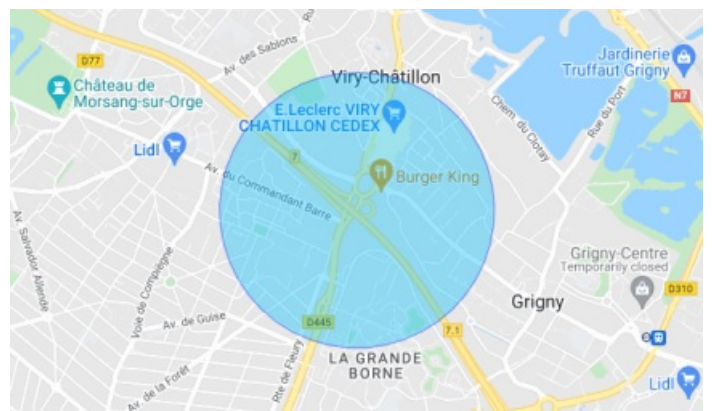 Ru
D77
Av. des Sablons
Viry-Châtillon
Jardinerie
Truffaut Grigny
N7
Château de
Morsang-sur-Orge
E.Leclerc VIRY
CHATILLON CEDEX
Chem. du Clotay
Rue du Port
Lidl
7
Av. du Commandant Barre
Burger King
Av. Salvador Allende
Voie de Compiègne
Grigny-Centre
Temporarily closed
D310
Grigny
Av. de Guise
D445
7.1
LA GRANDE
BORNE
Rte de Fleury
Av. de la Forêt
Lidl